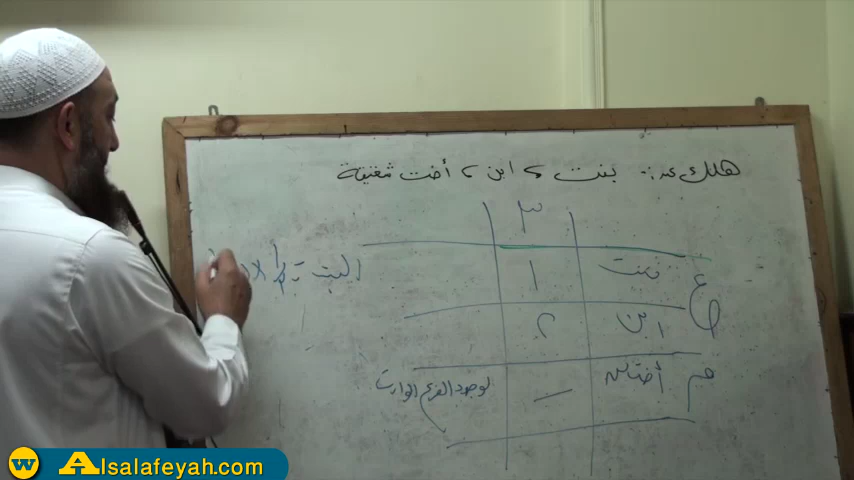 هلك عن:- بنت ، ابن ، أخت شقيقة
٣
ع بنت ١ البنت
ابن ٢
م أخت ش — لوجود الفرع الوارث
W Alsalafeyah.com